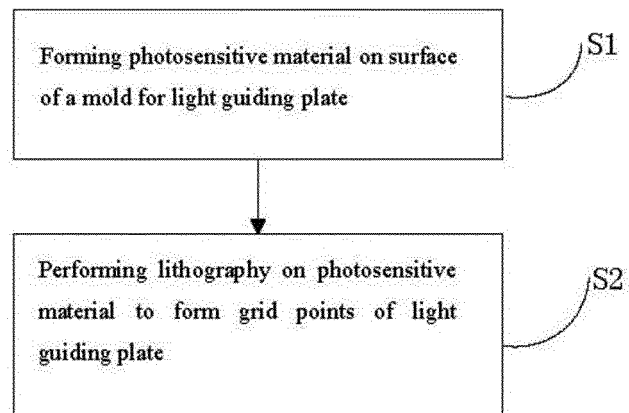 Forming photosensitive material on surface
of a mold for light guiding plate
S1
Performing lithography on photosensitive
material to form grid points of light
guiding plate
S2